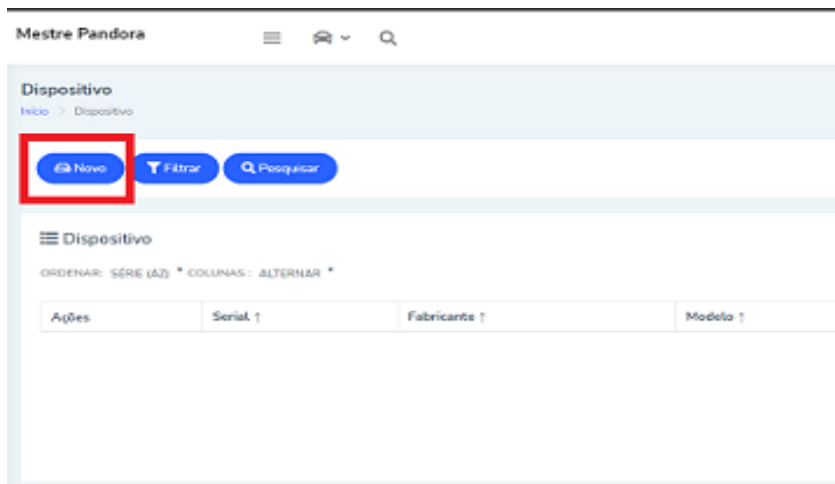 Mestre Pandora
Dispositivo
Início > Dispositivo
Novo Filtrar Pesquisar
Dispositivo
ORDENAR: SÉRIE (AZ) COLUNAS: ALTERNAR
Ações Serial ↑ Fabricante ↑ Modelo ↑